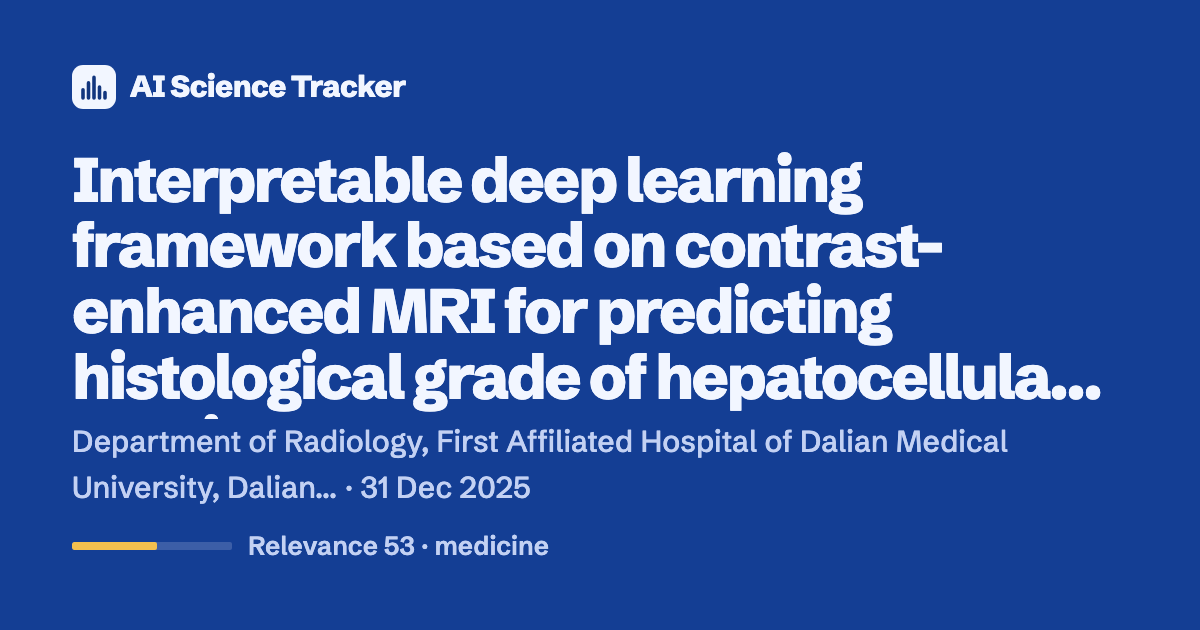 AI Science Tracker
Interpretable deep learning
framework based on contrast-
enhanced MRI for predicting
histological grade of hepatocellula...
Department of Radiology, First Affiliated Hospital of Dalian Medical
University, Dalian... · 31 Dec 2025
Relevance 53 · medicine